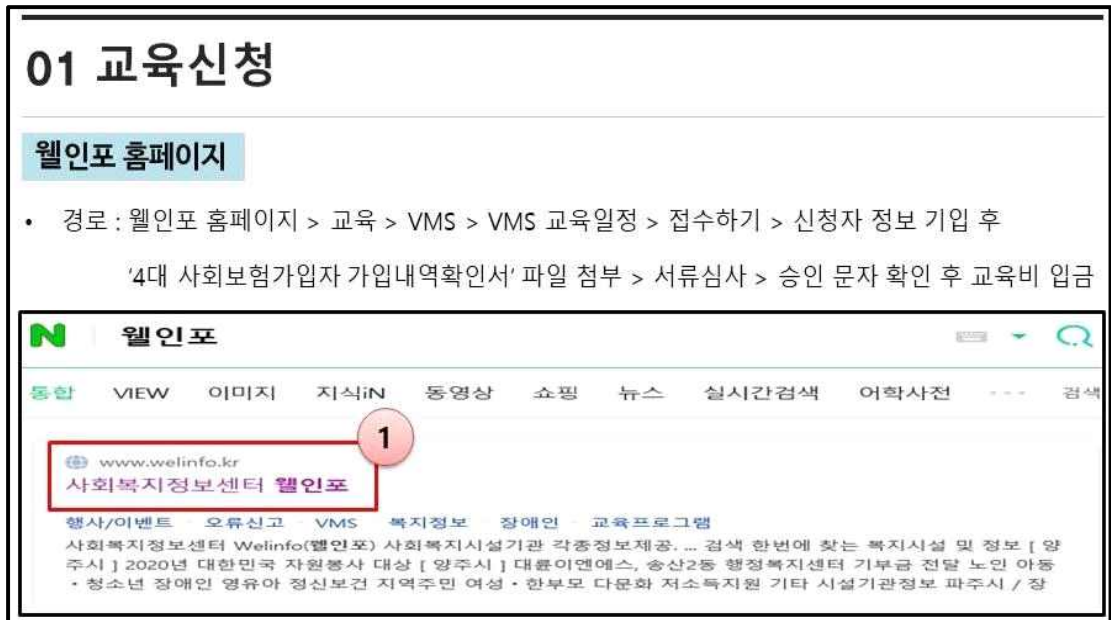 01 교육신청
웰인포 홈페이지
• 경로 : 웰인포 홈페이지 > 교육 > VMS > VMS 교육일정 > 접수하기 > 신청자 정보 기입 후
'4대 사회보험가입자 가입내역확인서' 파일 첨부 > 서류심사 > 승인 문자 확인 후 교육비 입금
N 웰인포
통합 VIEW 이미지 지식iN 동영상 쇼핑 뉴스 실시간검색 어학사전 ··· 검색
1
www.welinfo.kr
사회복지정보센터 웰인포
행사/이벤트 · 오류신고 · VMS · 복지정보 · 장애인 · 교육프로그램
사회복지정보센터 Welinfo(웰인포) 사회복지시설기관 각종정보제공, ... 검색 한번에 찾는 복지시설 및 정보 [ 양
주시 ] 2020년 대한민국 자원봉사 대상 [ 양주시 ] 대륜이엔에스, 송산2동 행정복지센터 기부금 전달 노인 아동
• 청소년 장애인 영유아 정신보건 지역주민 여성 • 한부모 다문화 저소득지원 기타 시설기관정보 파주시 / 장